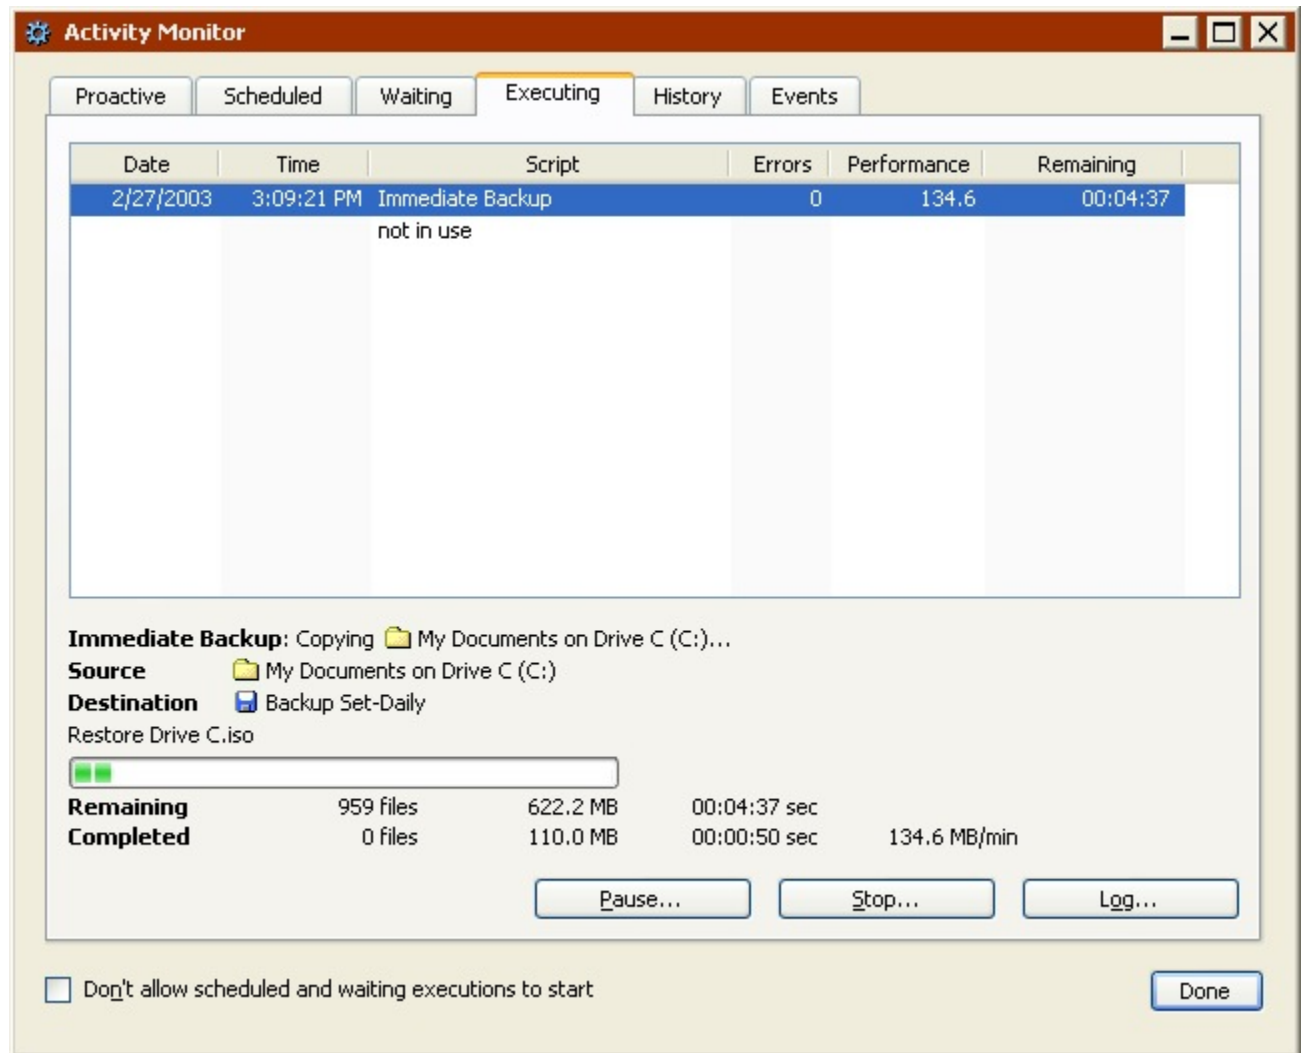 Activity Monitor
Proactive Scheduled Waiting Executing History Events
Date Time Script Errors Performance Remaining
2/27/2003 3:09:21 PM Immediate Backup 0 134.6 00:04:37
not in use
Immediate Backup: Copying My Documents on Drive C (C:)...
Source My Documents on Drive C (C:)
Destination Backup Set-Daily
Restore Drive C.iso
Remaining 959 files 622.2 MB 00:04:37 sec
Completed 0 files 110.0 MB 00:00:50 sec 134.6 MB/min
Pause... Stop... Log...
Don't allow scheduled and waiting executions to start Done